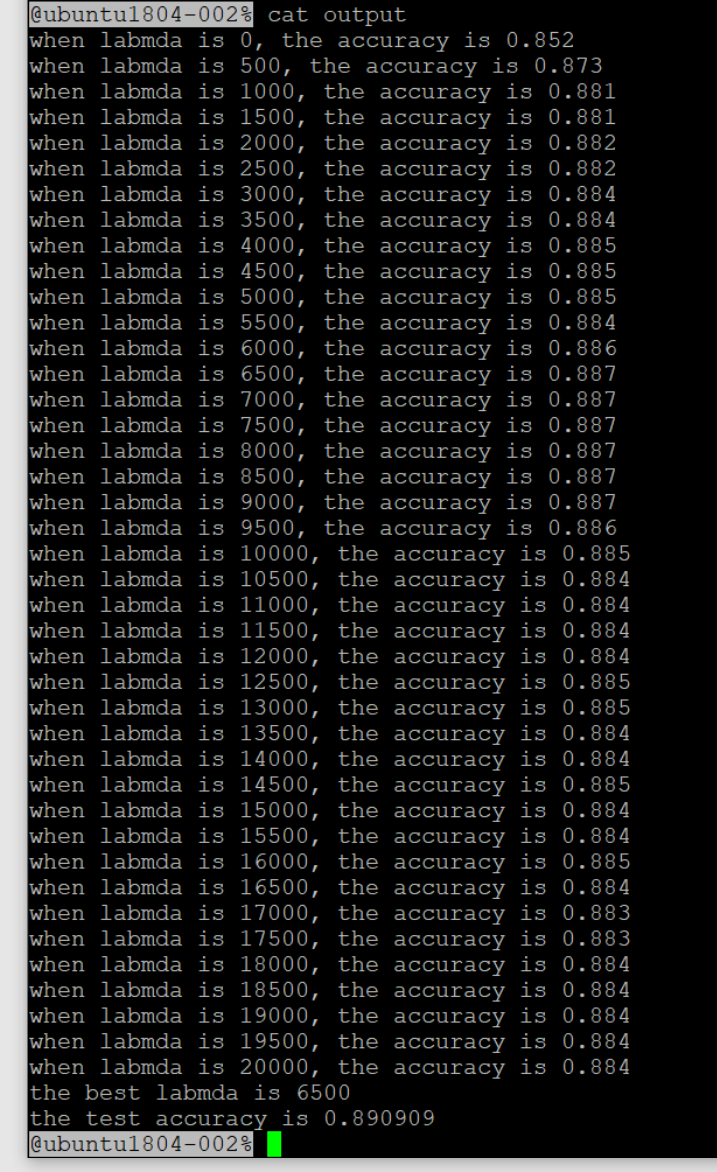 @ubuntu1804-002% cat output
when labmda is 0, the accuracy is 0.852
when labmda is 500, the accuracy is 0.873
when labmda is 1000, the accuracy is 0.881
when labmda is 1500, the accuracy is 0.881
when labmda is 2000, the accuracy is 0.882
when labmda is 2500, the accuracy is 0.882
when labmda is 3000, the accuracy is 0.884
when labmda is 3500, the accuracy is 0.884
when labmda is 4000, the accuracy is 0.885
when labmda is 4500, the accuracy is 0.885
when labmda is 5000, the accuracy is 0.885
when labmda is 5500, the accuracy is 0.884
when labmda is 6000, the accuracy is 0.886
when labmda is 6500, the accuracy is 0.887
when labmda is 7000, the accuracy is 0.887
when labmda is 7500, the accuracy is 0.887
when labmda is 8000, the accuracy is 0.887
when labmda is 8500, the accuracy is 0.887
when labmda is 9000, the accuracy is 0.887
when labmda is 9500, the accuracy is 0.886
when labmda is 10000, the accuracy is 0.885
when labmda is 10500, the accuracy is 0.884
when labmda is 11000, the accuracy is 0.884
when labmda is 11500, the accuracy is 0.884
when labmda is 12000, the accuracy is 0.884
when labmda is 12500, the accuracy is 0.885
when labmda is 13000, the accuracy is 0.885
when labmda is 13500, the accuracy is 0.884
when labmda is 14000, the accuracy is 0.884
when labmda is 14500, the accuracy is 0.885
when labmda is 15000, the accuracy is 0.884
when labmda is 15500, the accuracy is 0.884
when labmda is 16000, the accuracy is 0.885
when labmda is 16500, the accuracy is 0.884
when labmda is 17000, the accuracy is 0.883
when labmda is 17500, the accuracy is 0.883
when labmda is 18000, the accuracy is 0.884
when labmda is 18500, the accuracy is 0.884
when labmda is 19000, the accuracy is 0.884
when labmda is 19500, the accuracy is 0.884
when labmda is 20000, the accuracy is 0.884
the best labmda is 6500
the test accuracy is 0.890909
@ubuntu1804-002%